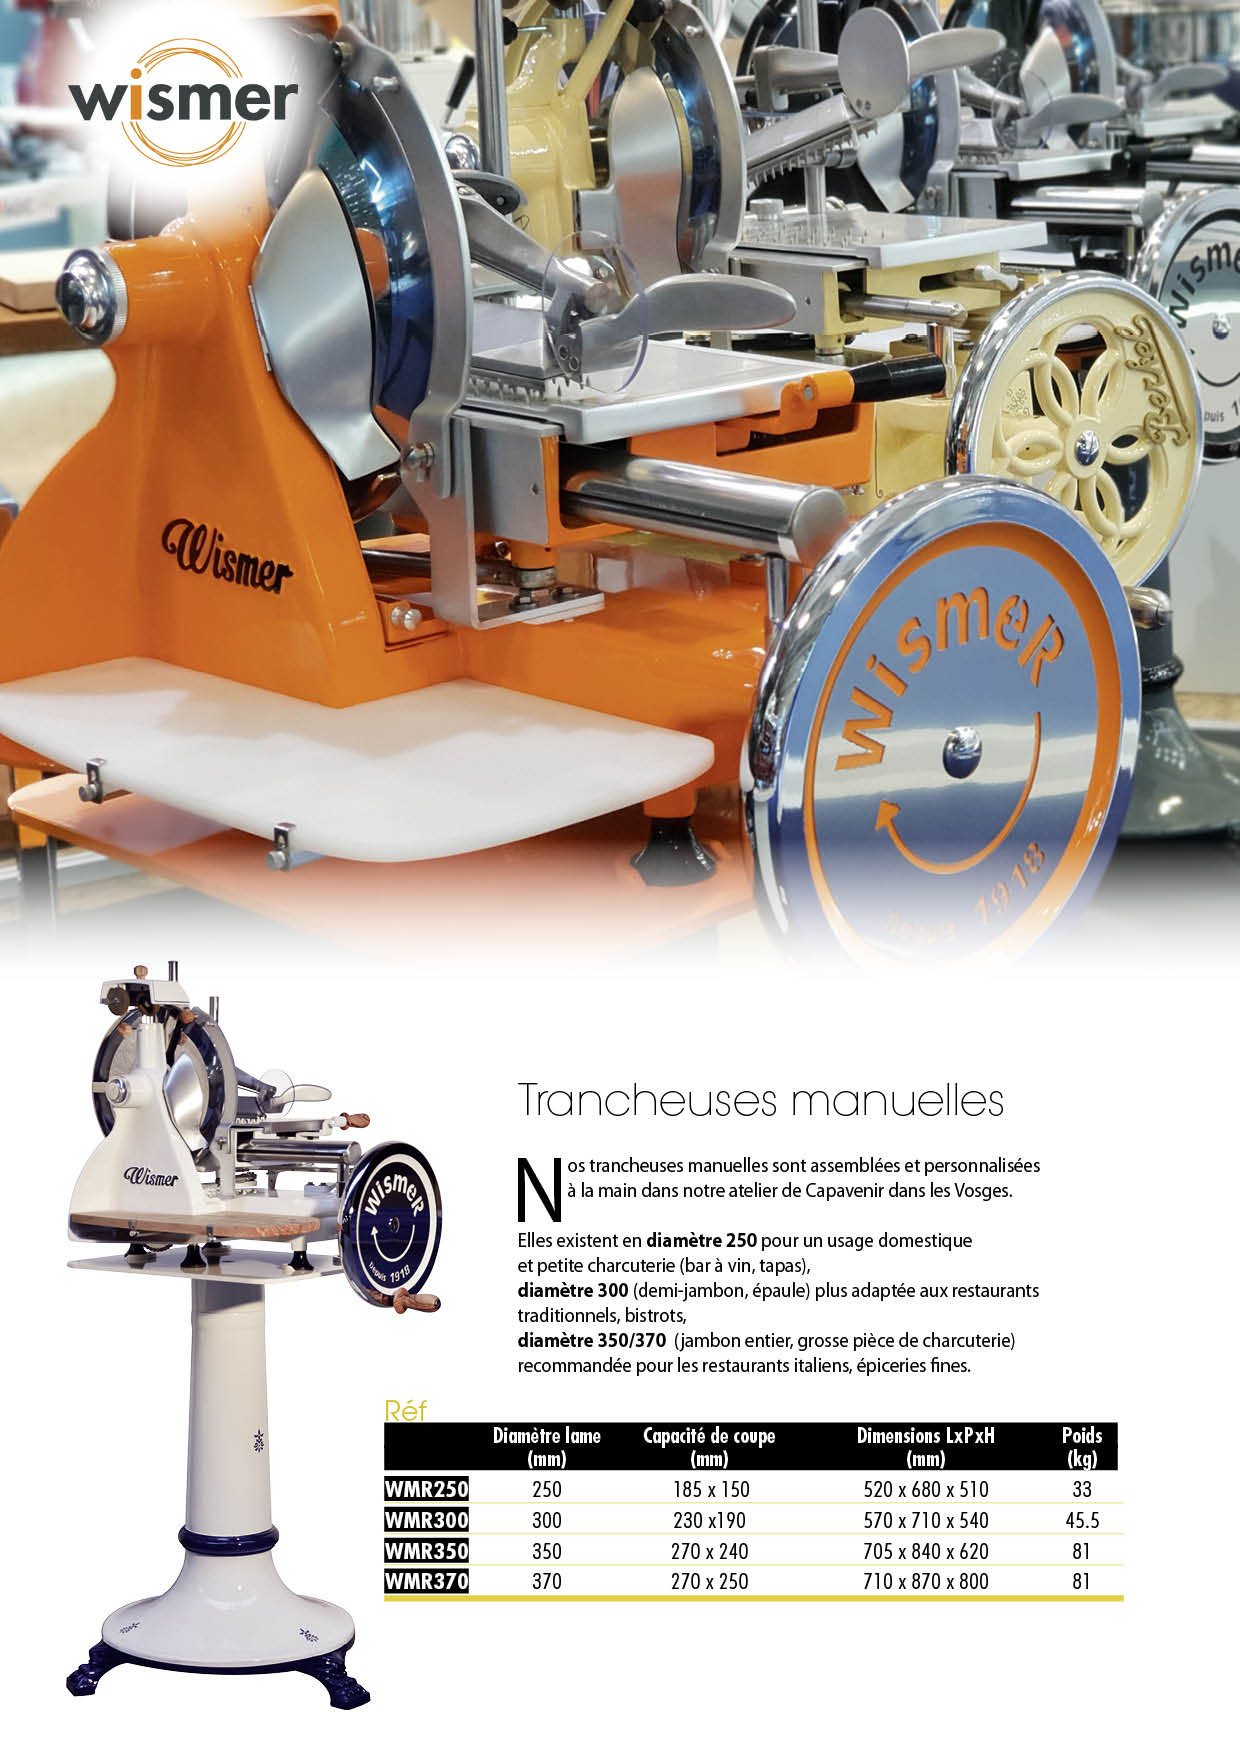 wismer
Wismer
wismer
1918
Berkel
wisme
puis 1
Wismer
wismer
Depuis 1918
Trancheuses manuelles
Nos trancheuses manuelles sont assemblées et personnalisées
à la main dans notre atelier de Capavenir dans les Vosges.
Elles existent en diamètre 250 pour un usage domestique
et petite charcuterie (bar à vin, tapas),
diamètre 300 (demi-jambon, épaule) plus adaptée aux restaurants
traditionnels, bistrots,
diamètre 350/370 (jambon entier, grosse pièce de charcuterie)
recommandée pour les restaurants italiens, épiceries fines.
Réf
Diamètre lame Capacité de coupe Dimensions LxPxH Poids
(mm) (mm) (mm) (kg)
WMR250 250 185 x 150 520 x 680 x 510 33
WMR300 300 230 x190 570 x 710 x 540 45.5
WMR350 350 270 x 240 705 x 840 x 620 81
WMR370 370 270 x 250 710 x 870 x 800 81